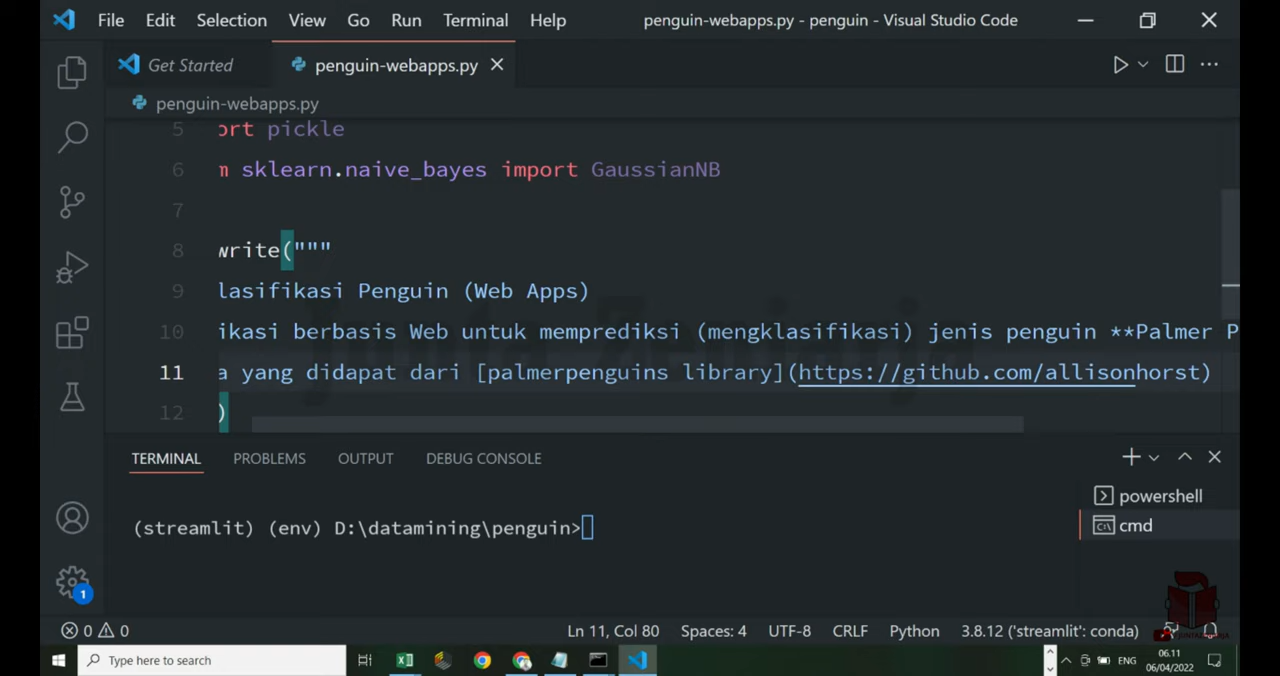 File Edit Selection View Go Run Terminal Help penguin-webapps.py - penguin - Visual Studio Code
Get Started penguin-webapps.py
penguin-webapps.py
5 ort pickle
6 m sklearn.naive_bayes import GaussianNB
7
8 write("""
9 lasifikasi Penguin (Web Apps)
10 ikasi berbasis Web untuk memprediksi (mengklasifikasi) jenis penguin **Palmer P
11 a yang didapat dari [palmerpenguins library](https://github.com/allisonhorst)
12 )
TERMINAL PROBLEMS OUTPUT DEBUG CONSOLE
powershell
(streamlit) (env) D:\datamining\penguin>
cmd
1
0 0 Ln 11, Col 80 Spaces: 4 UTF-8 CRLF Python 3.8.12 ('streamlit': conda)
Type here to search ENG 06.11
06/04/2022